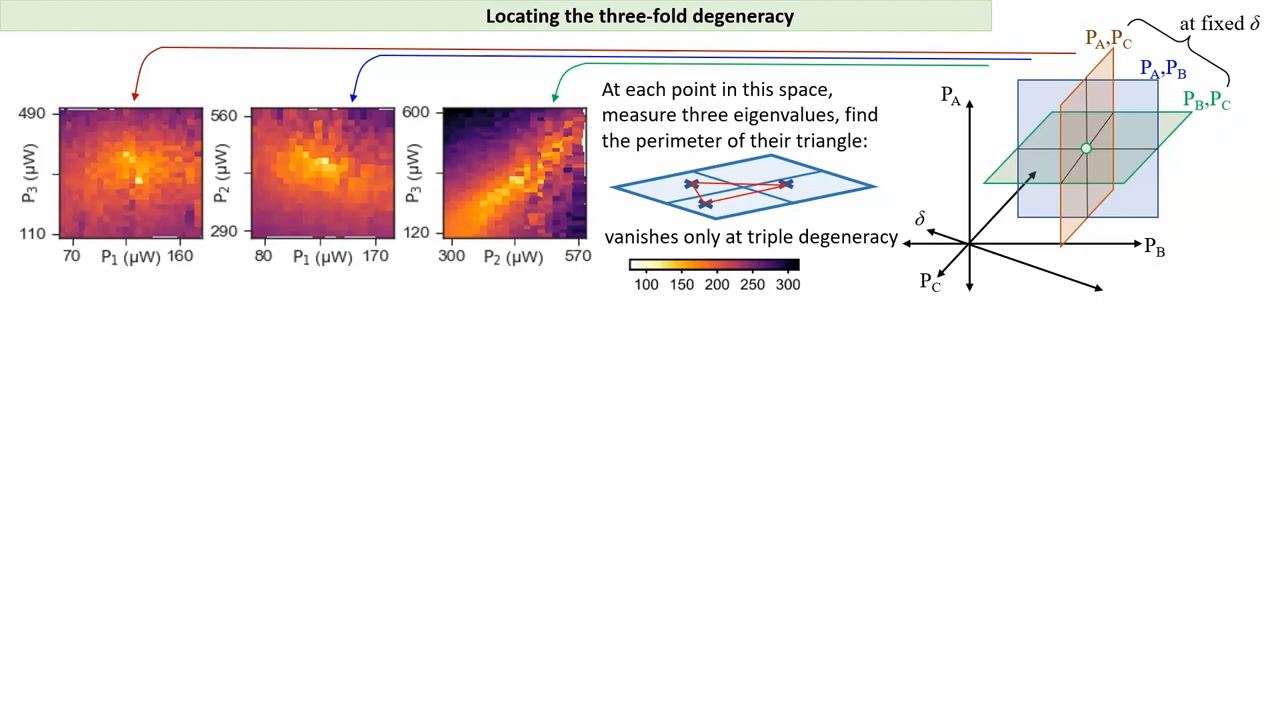 Locating the three-fold degeneracy
at fixed δ
P_A,P_C
P_A,P_B
P_B,P_C
P_A
P_B
P_C
δ
490
P₃ (µW)
110
70 P₁ (µW) 160
560
P₂ (µW)
290
80 P₁ (µW) 170
600
P₃ (µW)
120
300 P₂ (µW) 570
At each point in this space,
measure three eigenvalues, find
the perimeter of their triangle:
vanishes only at triple degeneracy
100 150 200 250 300